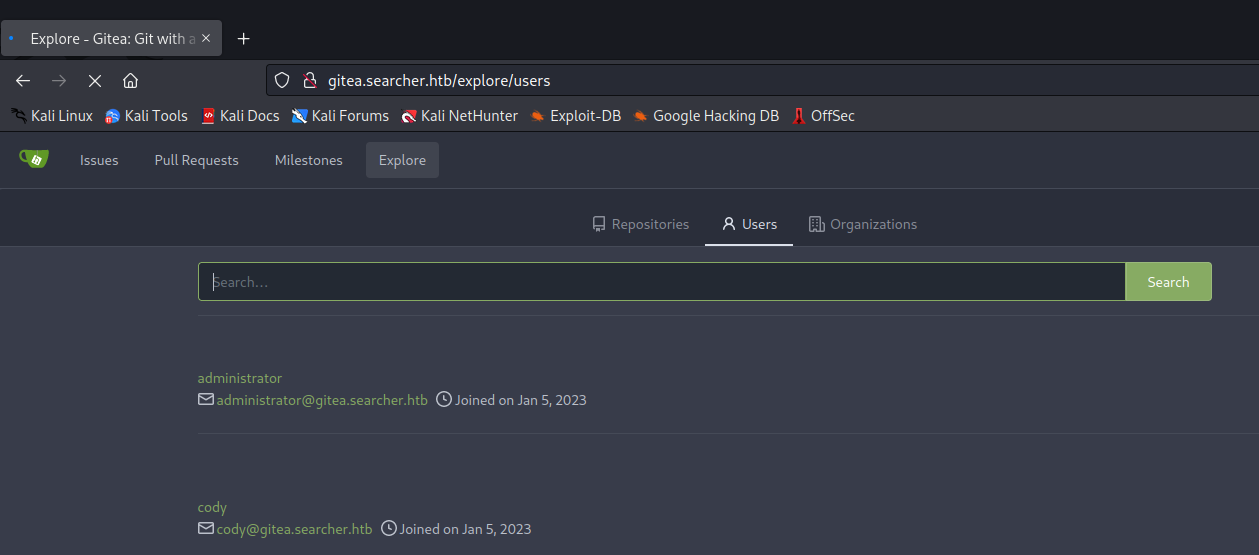 Explore - Gitea: Git with a
gitea.searcher.htb/explore/users
Kali Linux Kali Tools Kali Docs Kali Forums Kali NetHunter Exploit-DB Google Hacking DB OffSec
Issues Pull Requests Milestones Explore
Repositories Users Organizations
Search... Search
administrator
administrator@gitea.searcher.htb Joined on Jan 5, 2023
cody
cody@gitea.searcher.htb Joined on Jan 5, 2023